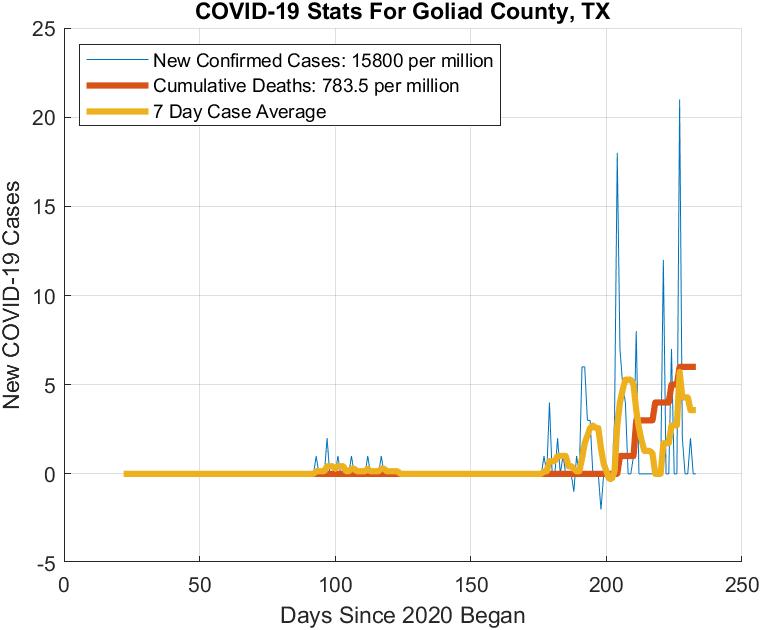 COVID-19 Stats For Goliad County, TX
New Confirmed Cases: 15800 per million
Cumulative Deaths: 783.5 per million
7 Day Case Average
25
20
15
10
5
0
-5
New COVID-19 Cases
0 50 100 150 200 250
Days Since 2020 Began